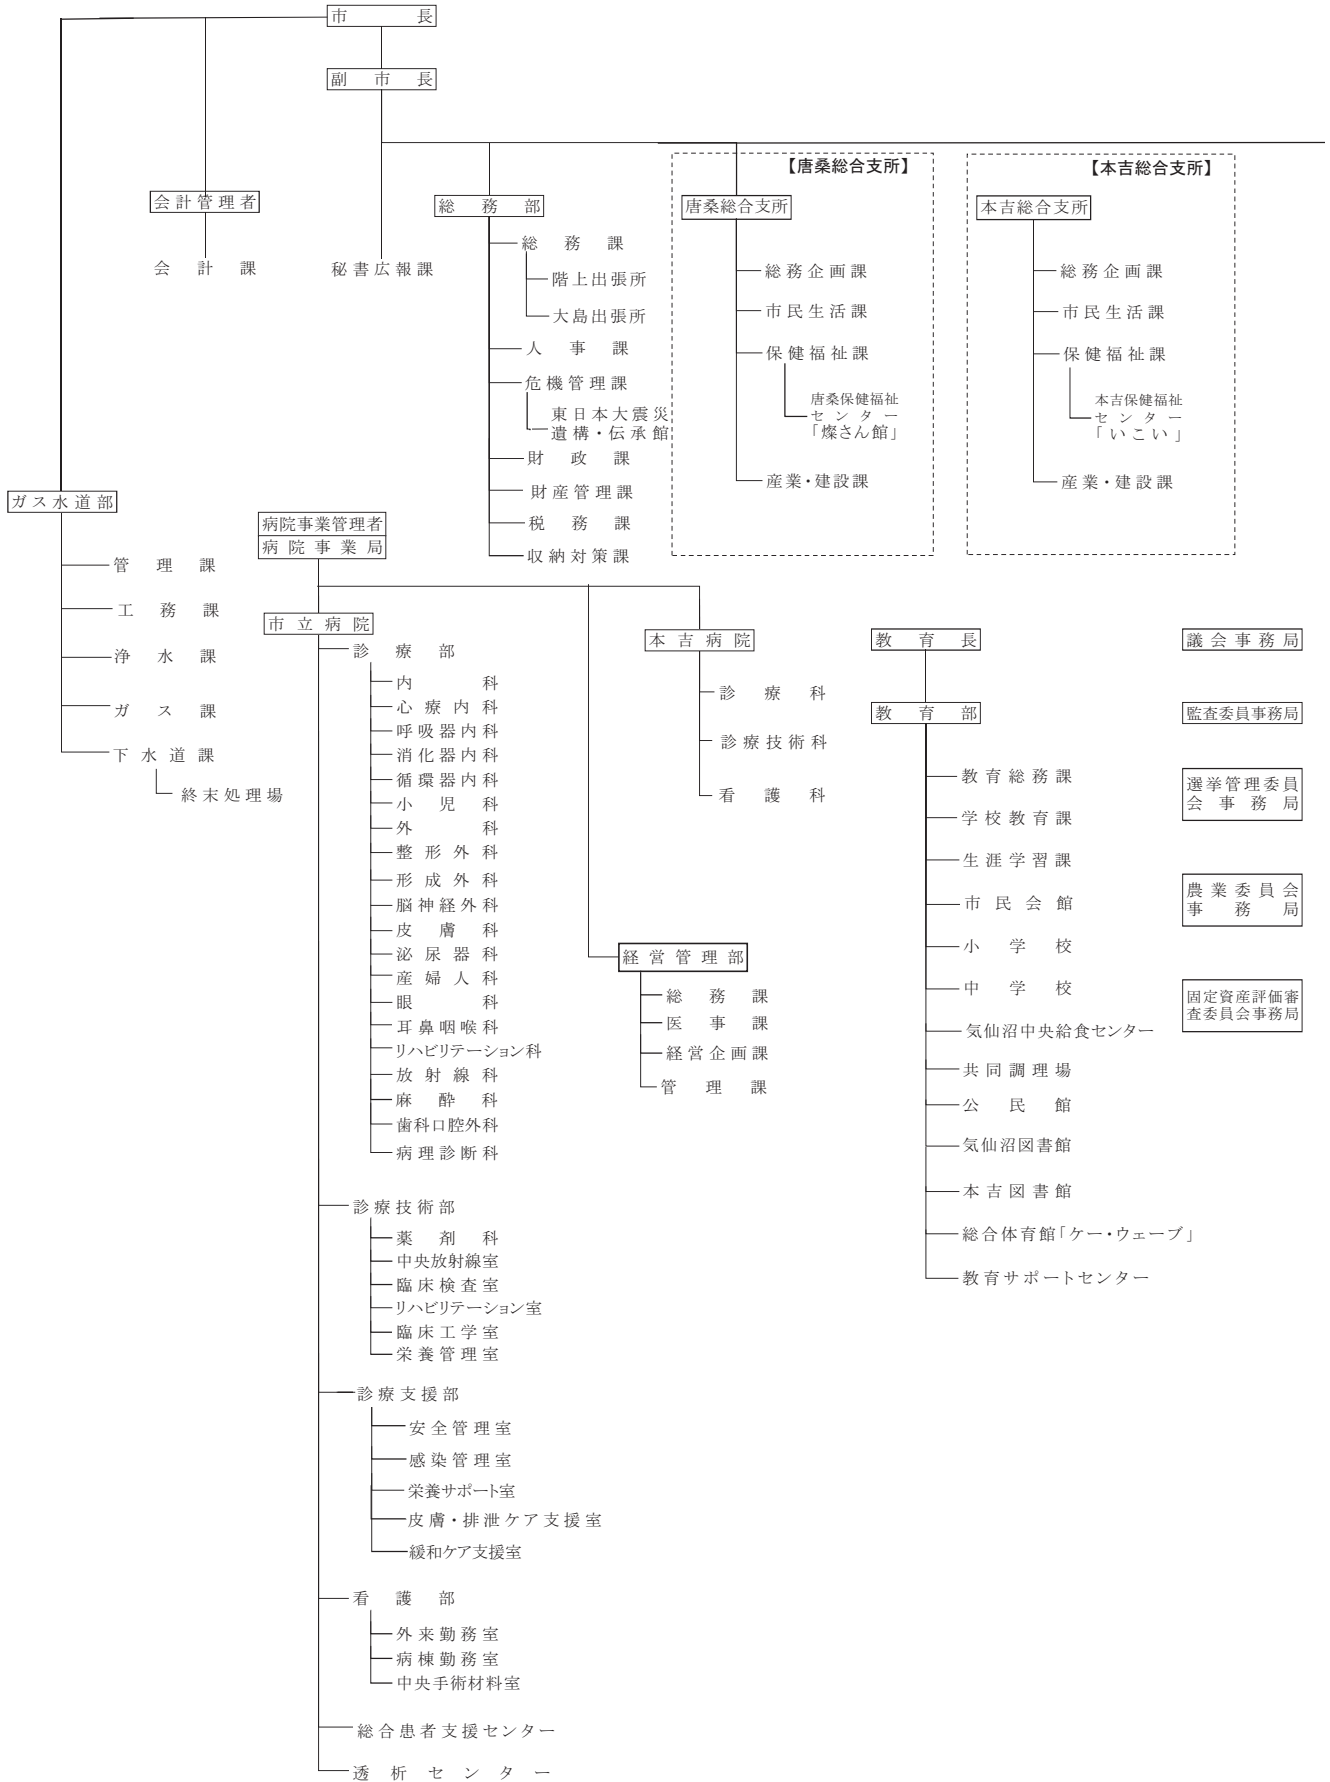 市長
副市長
会計管理者
会計課
秘書広報課
総務部
総務課
階上出張所
大島出張所
人事課
危機管理課
東日本大震災
遺構・伝承館
財政課
財産管理課
税務課
収納対策課
【唐桑総合支所】
唐桑総合支所
総務企画課
市民生活課
保健福祉課
唐桑保健福祉
センター
「燦さん館」
産業・建設課
【本吉総合支所】
本吉総合支所
総務企画課
市民生活課
保健福祉課
本吉保健福祉
センター
「いこい」
産業・建設課
ガス水道部
管理課
工務課
浄水課
ガス課
下水道課
終末処理場
病院事業管理者
病院事業局
市立病院
診療部
内科
心療内科
呼吸器内科
消化器内科
循環器内科
小児科
外科
整形外科
形成外科
脳神経外科
皮膚科
泌尿器科
産婦人科
眼科
耳鼻咽喉科
リハビリテーション科
放射線科
麻酔科
歯科口腔外科
病理診断科
診療技術部
薬剤科
中央放射線室
臨床検査室
リハビリテーション室
臨床工学室
栄養管理室
診療支援部
安全管理室
感染管理室
栄養サポート室
皮膚・排泄ケア支援室
緩和ケア支援室
看護部
外来勤務室
病棟勤務室
中央手術材料室
総合患者支援センター
透析センター
本吉病院
診療科
診療技術科
看護科
経営管理部
総務課
医事課
経営企画課
管理課
教育長
教育部
教育総務課
学校教育課
生涯学習課
市民会館
小学校
中学校
気仙沼中央給食センター
共同調理場
公民館
気仙沼図書館
本吉図書館
総合体育館「ケー・ウェーブ」
教育サポートセンター
議会事務局
監査委員事務局
選挙管理委員
会事務局
農業委員会
事務局
固定資産評価審
査委員会事務局